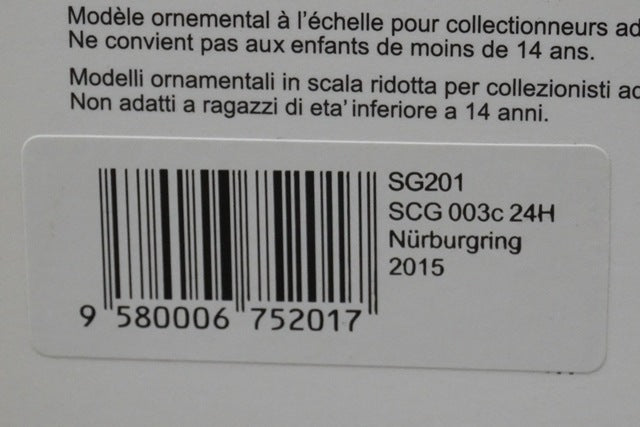 Modèle ornemental à l'échelle pour collectionneurs ad
Ne convient pas aux enfants de moins de 14 ans.
Modelli ornamentali in scala ridotta per collezionisti ad
Non adatti a ragazzi di eta' inferiore a 14 anni.
SG201
SCG 003c 24H
Nürburgring
2015
9 580006 752017